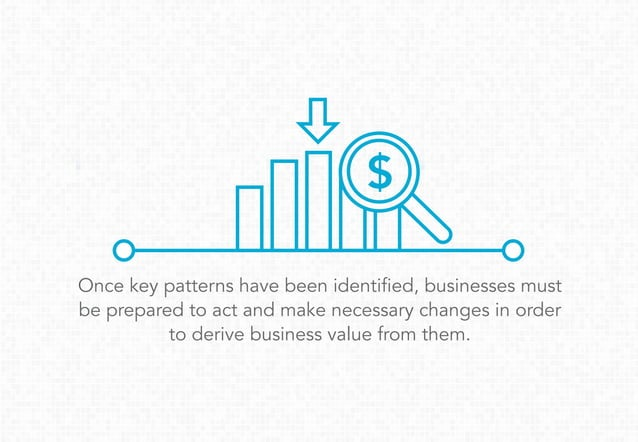 $
Once key patterns have been identified, businesses must
be prepared to act and make necessary changes in order
to derive business value from them.